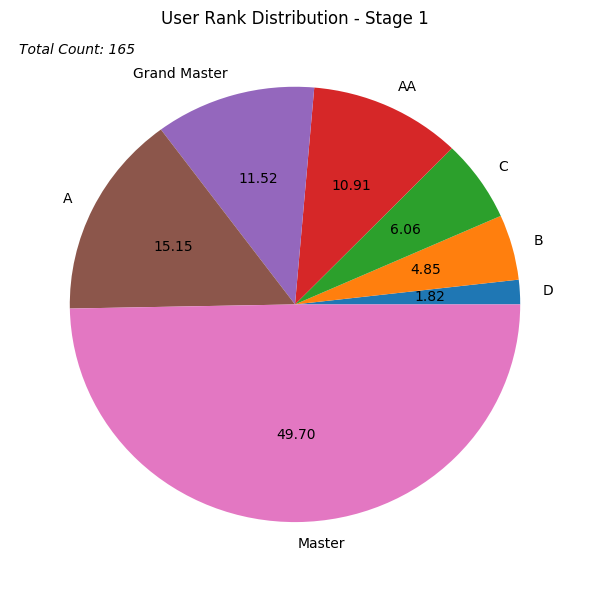 User Rank Distribution - Stage 1
Total Count: 165
Grand Master
AA
C
A
B
D
11.52
10.91
15.15
6.06
4.85
1.82
49.70
Master